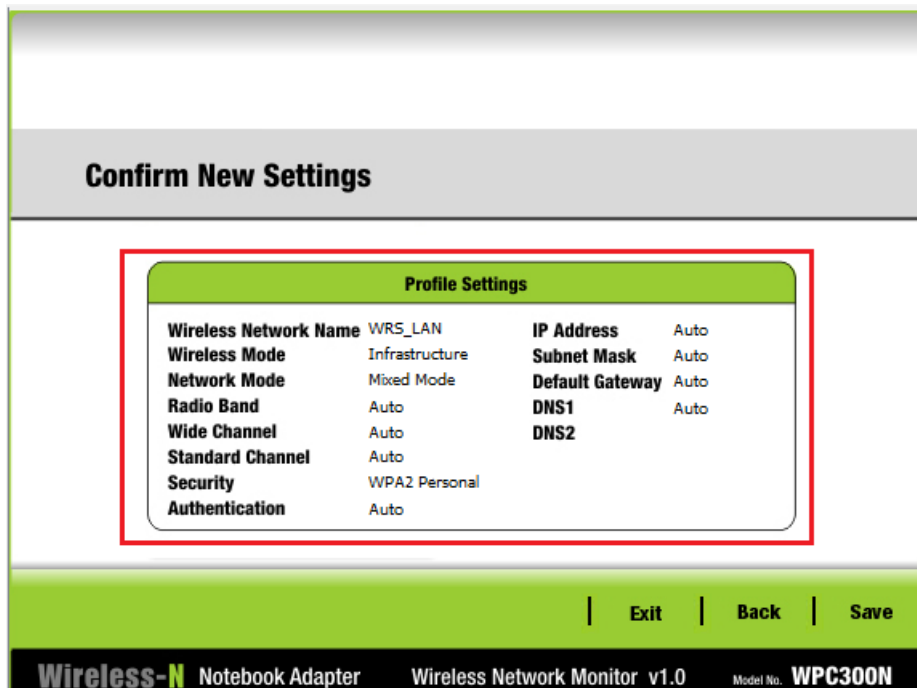 Confirm New Settings
Profile Settings
Wireless Network Name WRS_LAN IP Address Auto
Wireless Mode Infrastructure Subnet Mask Auto
Network Mode Mixed Mode Default Gateway Auto
Radio Band Auto DNS1 Auto
Wide Channel Auto DNS2
Standard Channel Auto
Security WPA2 Personal
Authentication Auto
Exit Back Save
Wireless-N Notebook Adapter Wireless Network Monitor v1.0 Model No. WPC300N